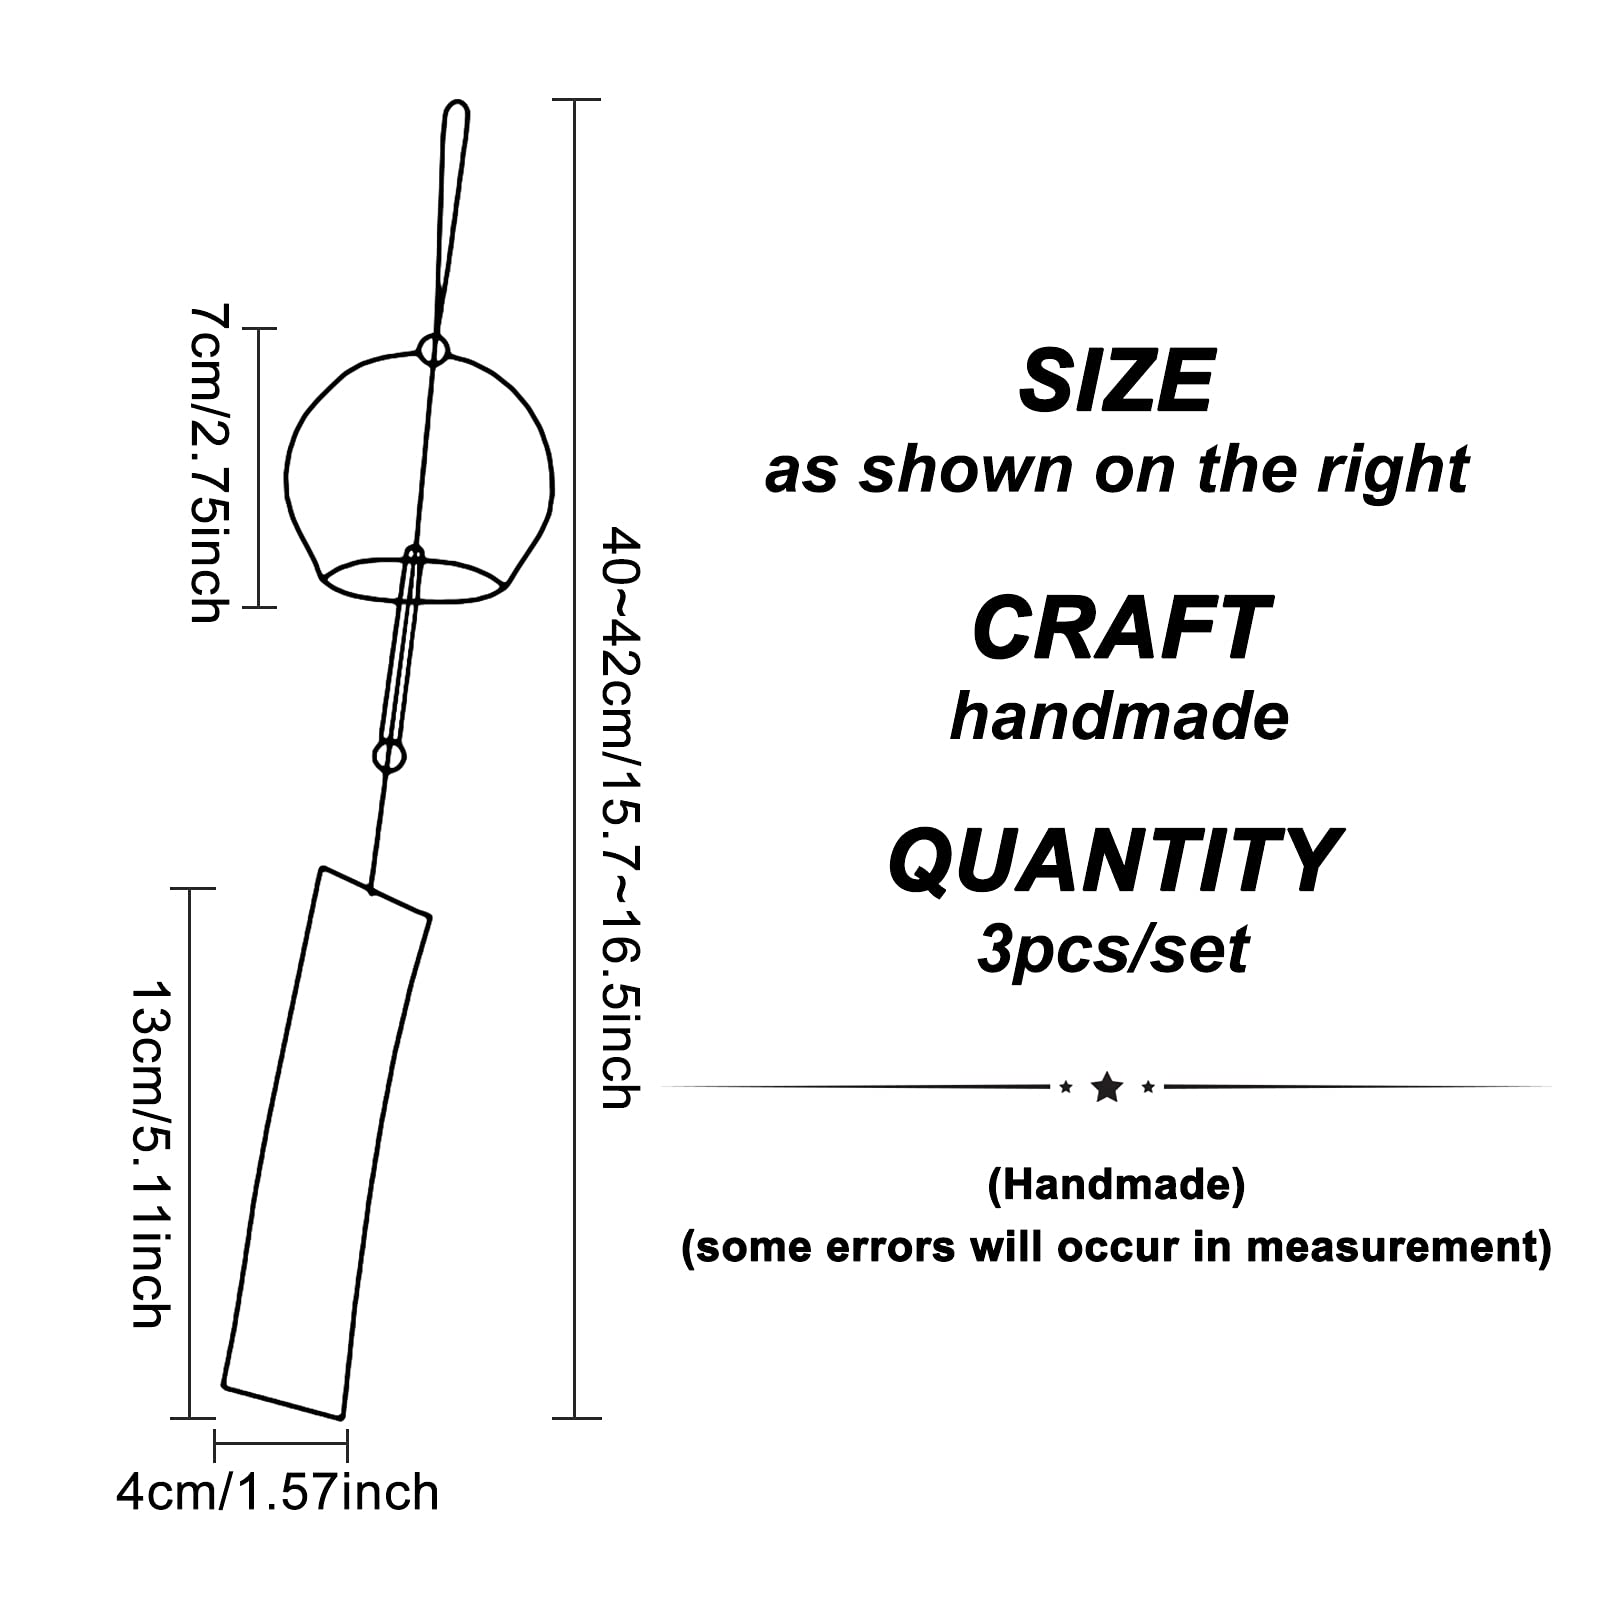 7cm/2.75inch
40~42cm/15.7~16.5inch
13cm/5.11inch
4cm/1.57inch
SIZE
as shown on the right
CRAFT
handmade
QUANTITY
3pcs/set
(Handmade)
(some errors will occur in measurement)